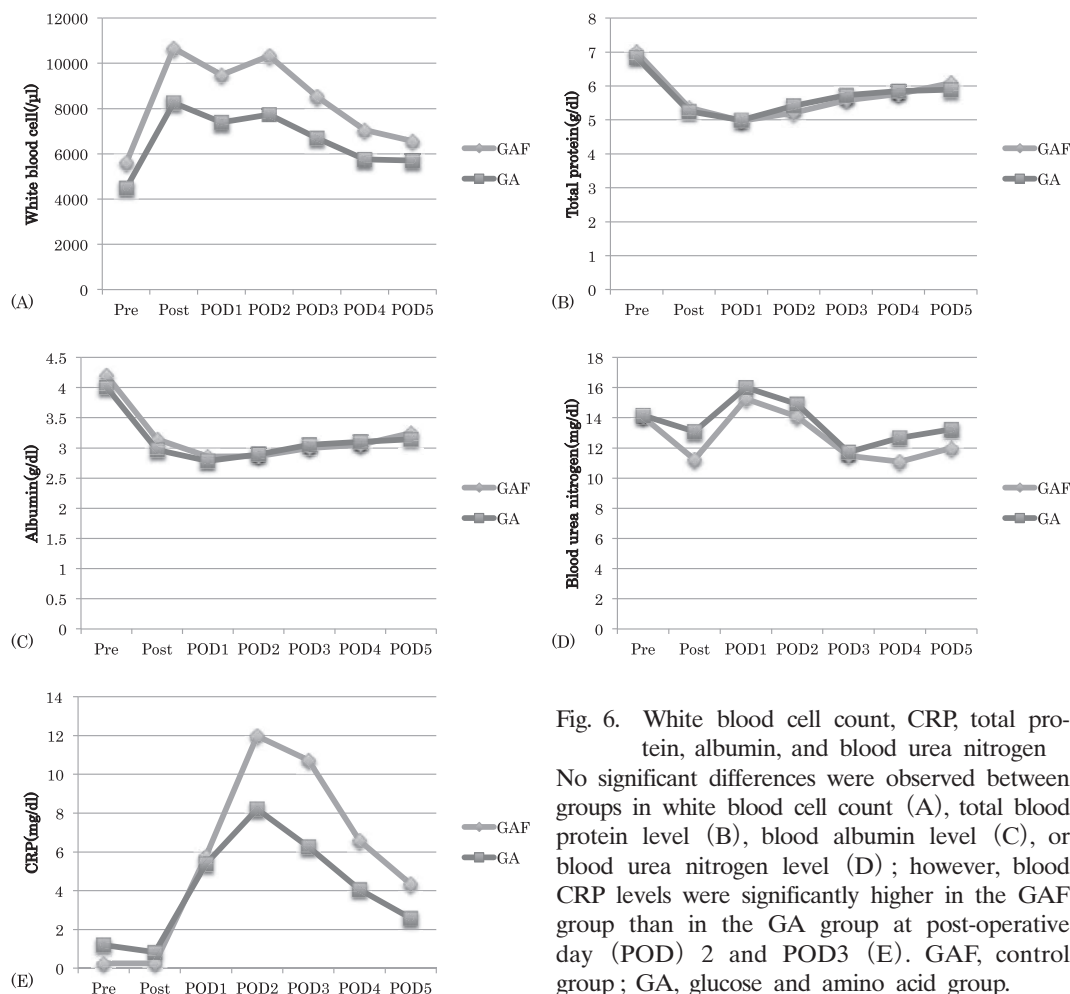 12000
10000
8000
6000
4000
2000
0
White blood cell(/μl)
Pre Post POD1 POD2 POD3 POD4 POD5
GAF
GA
(A)
8
7
6
5
4
3
2
1
0
Total protein(g/dl)
Pre Post POD1 POD2 POD3 POD4 POD5
GAF
GA
(B)
4.5
4
3.5
3
2.5
2
1.5
1
0.5
0
Albumin(g/dl)
Pre Post POD1 POD2 POD3 POD4 POD5
GAF
GA
(C)
18
16
14
12
10
8
6
4
2
0
Blood urea nitrogen(mg/dl)
Pre Post POD1 POD2 POD3 POD4 POD5
GAF
GA
(D)
14
12
10
8
6
4
2
0
CRP(mg/dl)
Pre Post POD1 POD2 POD3 POD4 POD5
GAF
GA
(E)
Fig. 6. White blood cell count, CRP, total pro-
tein, albumin, and blood urea nitrogen
No significant differences were observed between
groups in white blood cell count (A), total blood
protein level (B), blood albumin level (C), or
blood urea nitrogen level (D) ; however, blood
CRP levels were significantly higher in the GAF
group than in the GA group at post-operative
day (POD) 2 and POD3 (E). GAF, control
group ; GA, glucose and amino acid group.